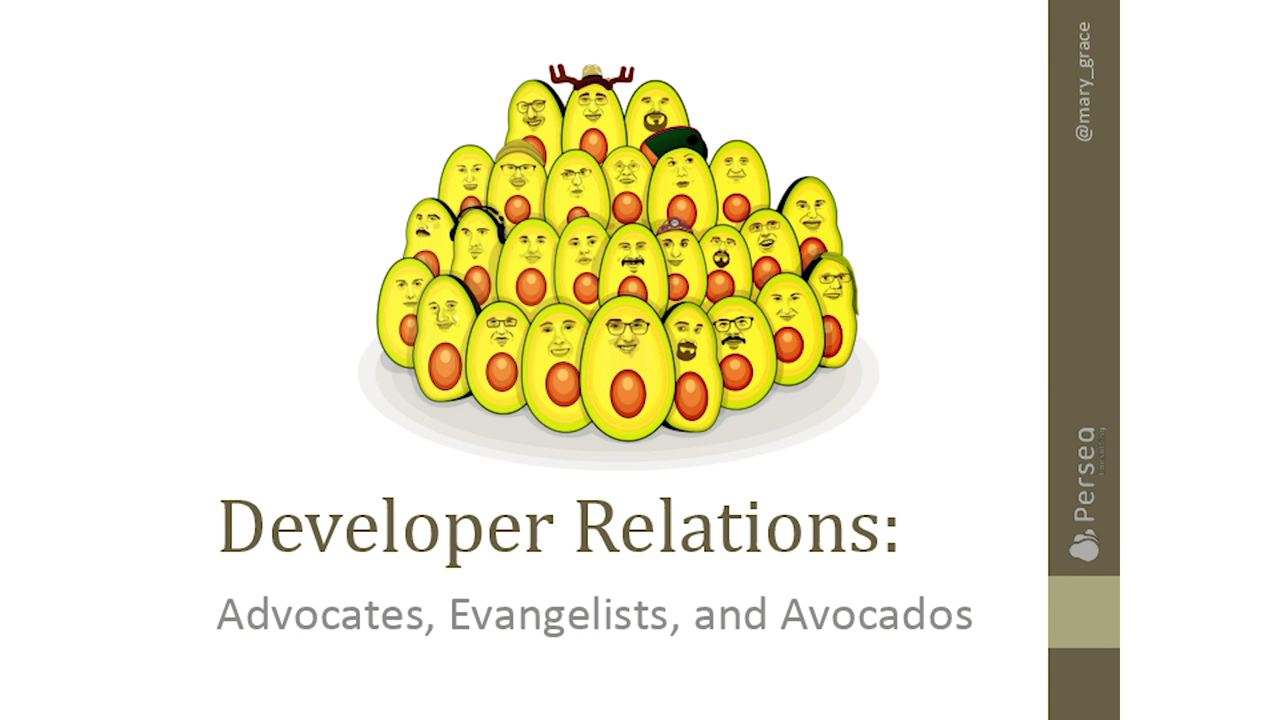 Developer Relations:
Advocates, Evangelists, and Avocados
@mary_grace
Persea